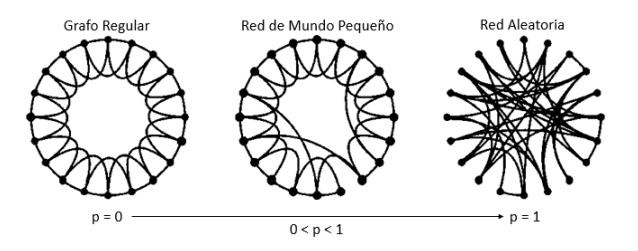 Grafo Regular
Red de Mundo Pequeño
Red Aleatoria
p = 0
0 < p < 1
p = 1